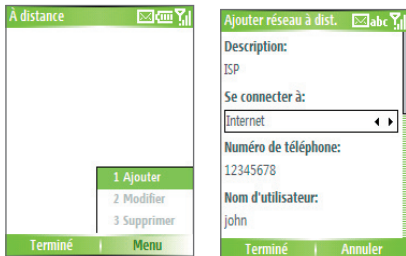 À distance
1 Ajouter
2 Modifier
3 Supprimer
Terminé Menu
Ajouter réseau à dist. abc
Description:
ISP
Se connecter à:
Internet
Numéro de téléphone:
12345678
Nom d'utilisateur:
john
Terminé Annuler